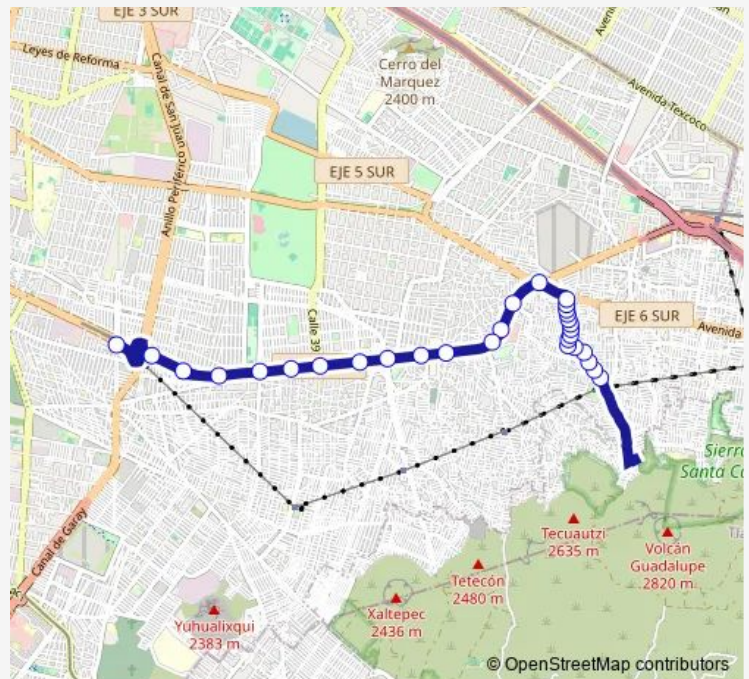 EJE 3 SUR
Leyes de Reforma
Canal de San Juan o
Anillo Periférico
Cerro del
Marquez
2400 m
Avenida Texcoco
EJE 5 SUR
Calle 39
EJE 6 SUR
Avenida
Canal de Garay
Sierra
Santa Ca
Tecuautzi
2635 m
Volcán
Guadalupe
2820 m
Tetecón
2480 m
Xaltepec
2436 m
Yuhualixqui
2383 m
© OpenStreetMap contributors